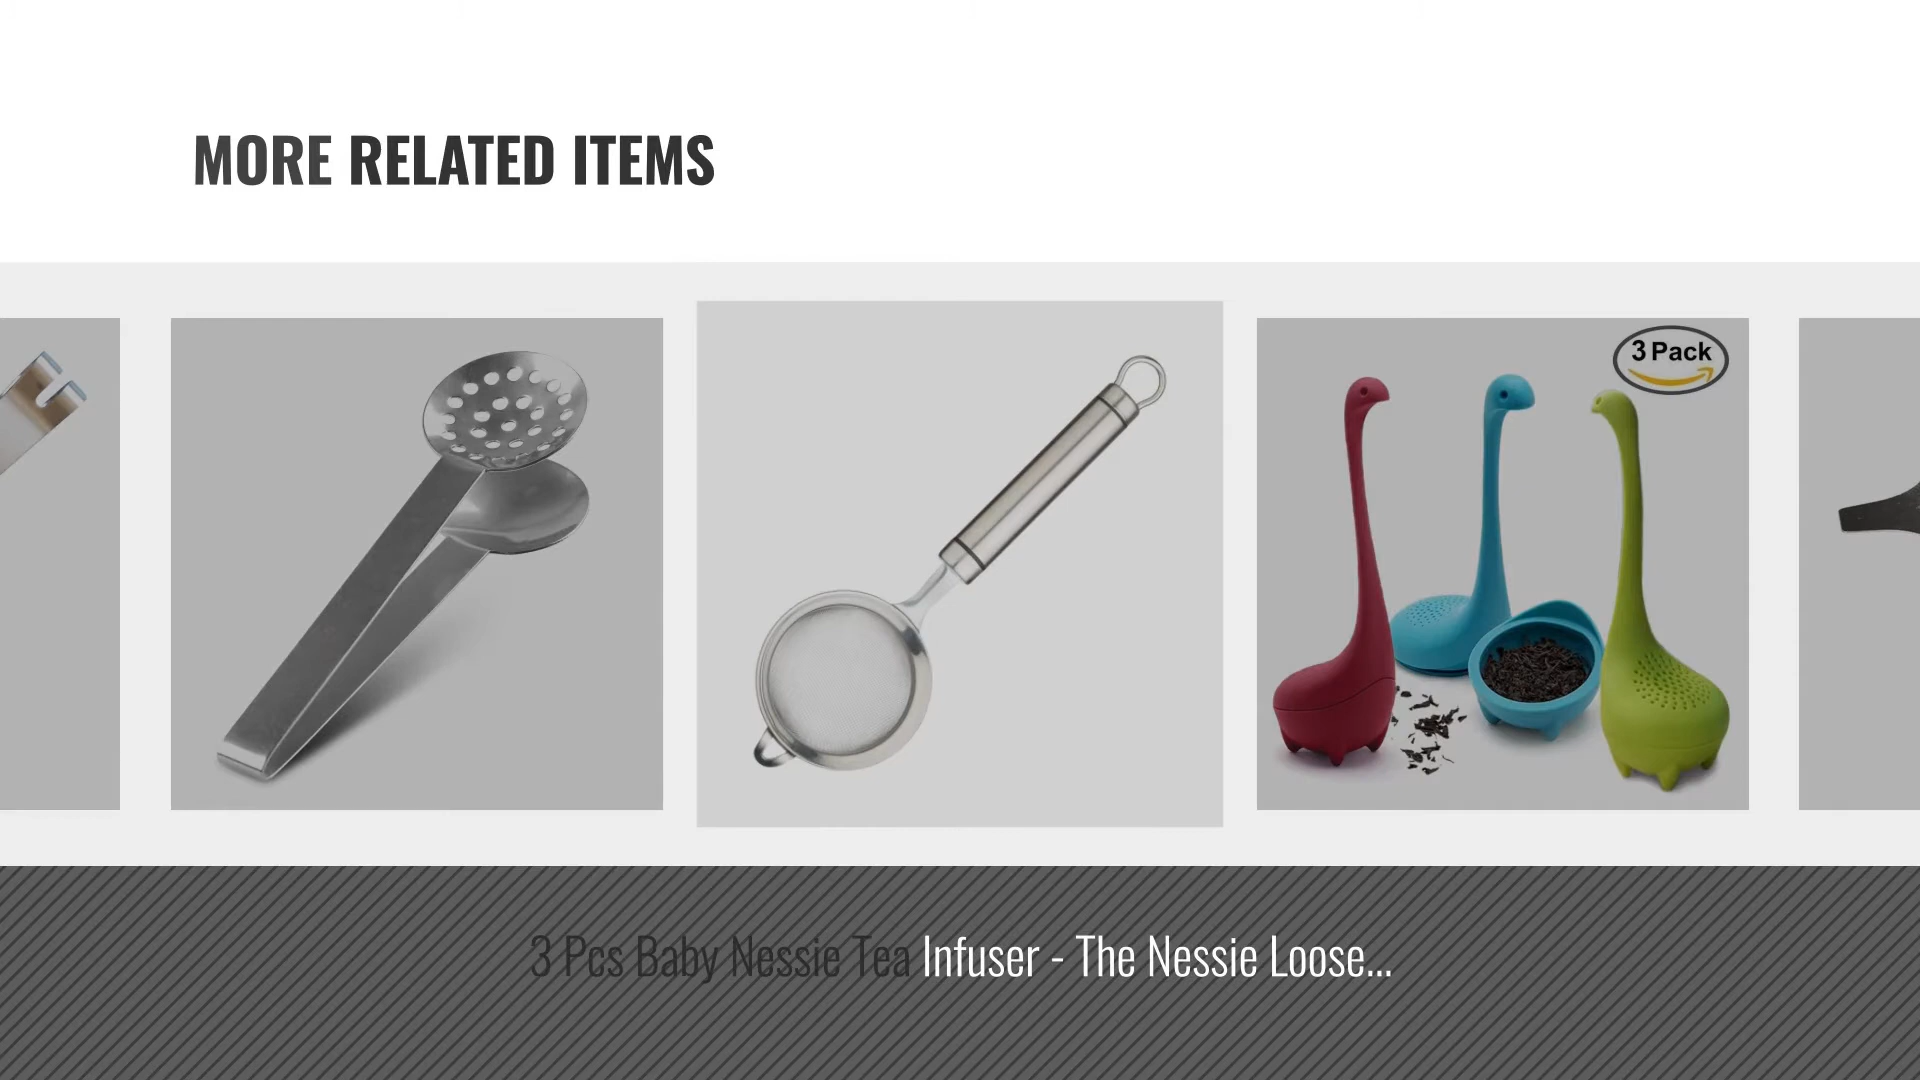 MORE RELATED ITEMS
3 Pack
3 Pcs Baby Nessie Tea Infuser - The Nessie Loose...